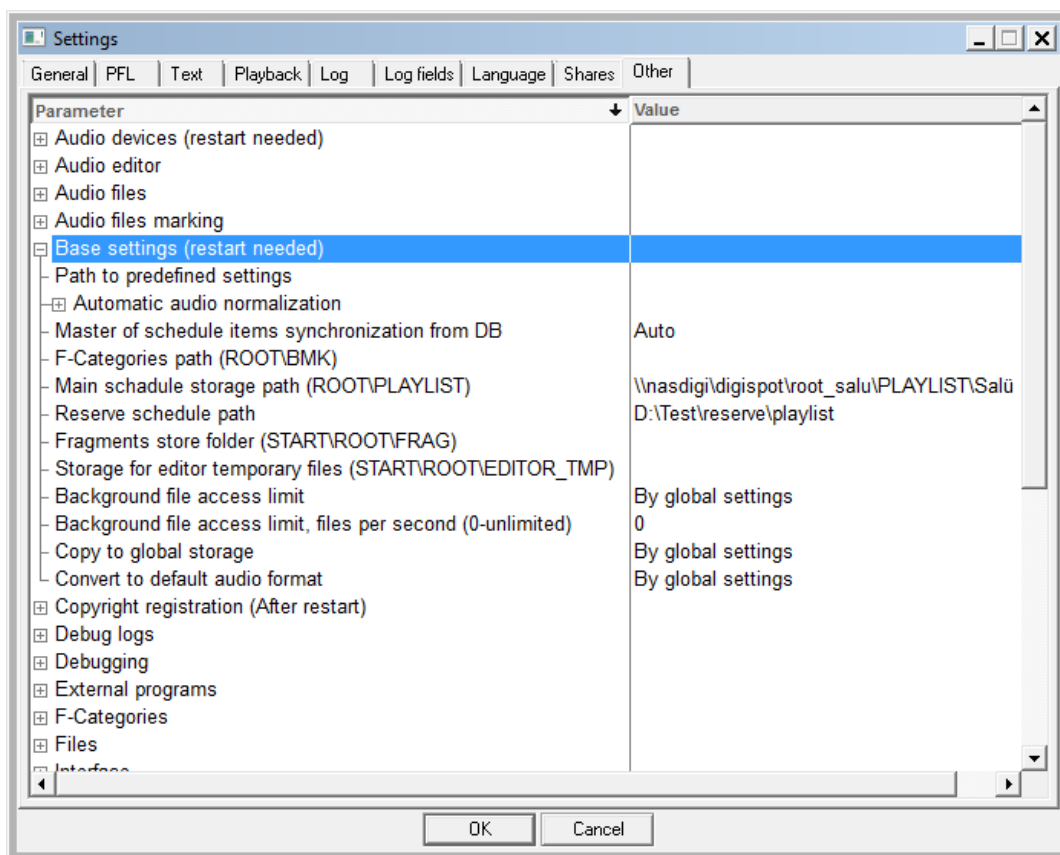 Settings
General PFL Text Playback Log Log fields Language Shares Other
Parameter Value
Audio devices (restart needed)
Audio editor
Audio files
Audio files marking
Base settings (restart needed)
Path to predefined settings
Automatic audio normalization
Master of schedule items synchronization from DB Auto
F-Categories path (ROOT\BMK)
Main schadule storage path (ROOT\PLAYLIST) \\nasdigi\digispot\root_salu\PLAYLIST\Salü
Reserve schedule path D:\Test\reserve\playlist
Fragments store folder (START\ROOT\FRAG)
Storage for editor temporary files (START\ROOT\EDITOR_TMP)
Background file access limit By global settings
Background file access limit, files per second (0-unlimited) 0
Copy to global storage By global settings
Convert to default audio format By global settings
Copyright registration (After restart)
Debug logs
Debugging
External programs
F-Categories
Files
Interface
OK Cancel